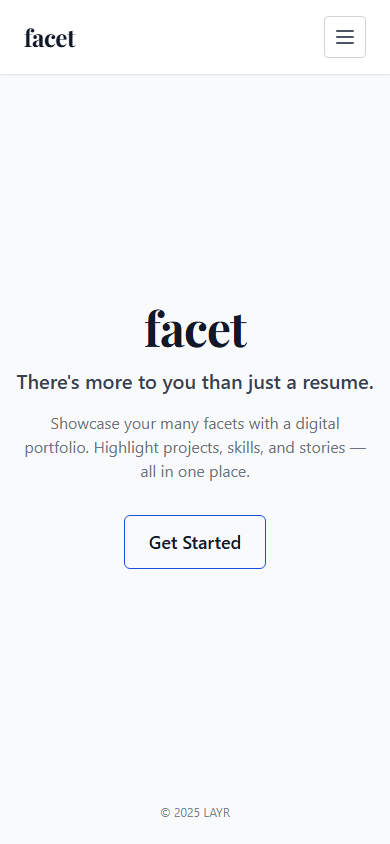 facet
facet
There's more to you than just a resume.
Showcase your many facets with a digital
portfolio. Highlight projects, skills, and stories —
all in one place.
Get Started
© 2025 LAYR